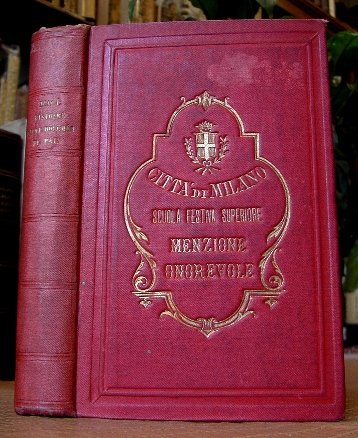 CITTÀ DI MILANO
SCUOLA FESTIVA SUPERIORE
MENZIONE
ONOREVOLE